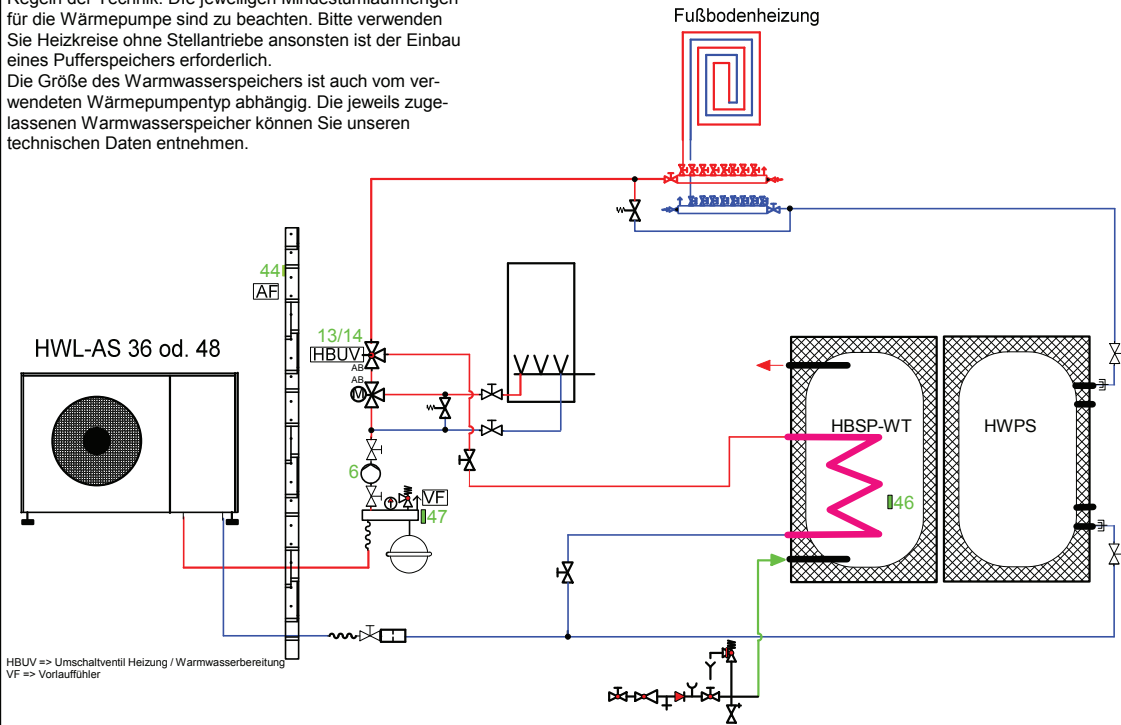 Regeln der Technik. Die jeweiligen Mindestumlaufmengen
für die Wärmepumpe sind zu beachten. Bitte verwenden
Sie Heizkreise ohne Stellantriebe ansonsten ist der Einbau
eines Pufferspeichers erforderlich.
Die Größe des Warmwasserspeichers ist auch vom ver-
wendeten Wärmepumpentyp abhängig. Die jeweils zuge-
lassenen Warmwasserspeicher können Sie unseren
technischen Daten entnehmen.
Fußbodenheizung
44
AF
HWL-AS 36 od. 48
13/14
HBUV
AB
AB
M
6
VF
47
HBSP-WT
46
HWPS
HBUV => Umschaltventil Heizung / Warmwasserbereitung
VF => Vorlauffühler